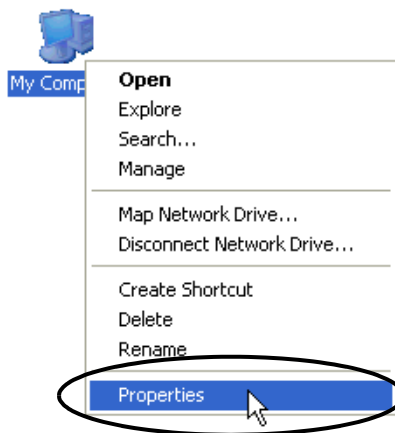 My Comp
Open
Explore
Search...
Manage
Map Network Drive...
Disconnect Network Drive...
Create Shortcut
Delete
Rename
Properties